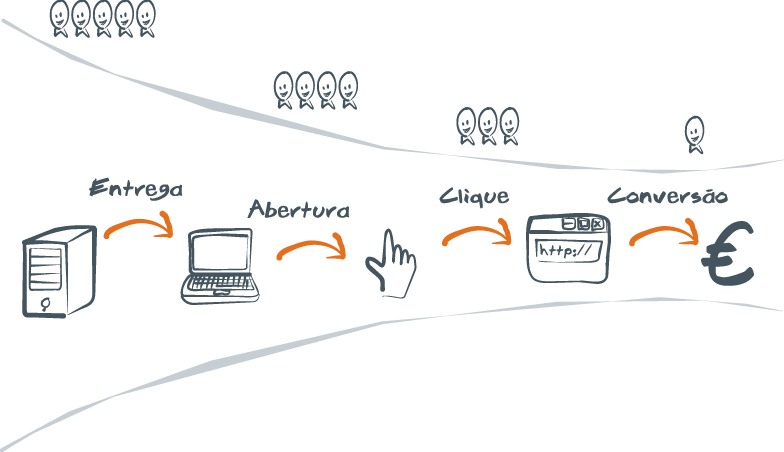 Entrega
Abertura
Clique
Conversão
http://
€